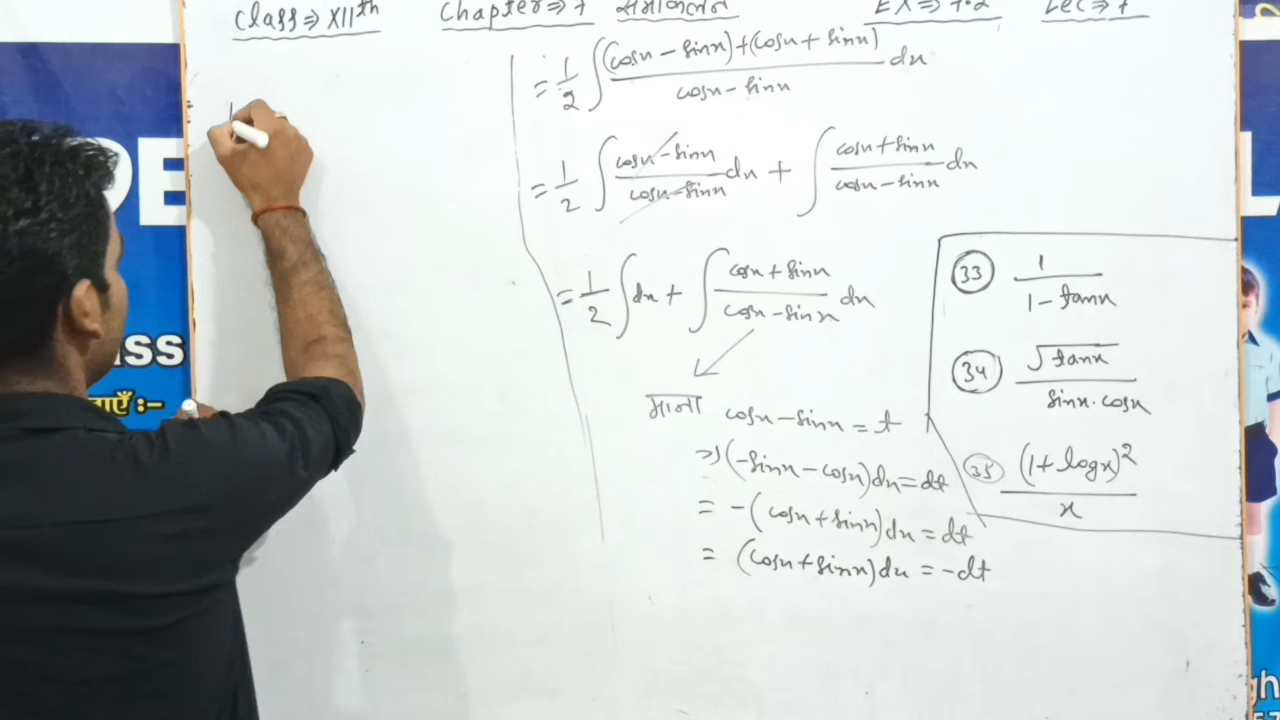 Class ⇒ XIIth Chapter ⇒ 7 समाकलन EX ⇒ 7.2 Lec ⇒ 7
= 1/2 ∫ (cosx - sinx) + (cosx + sinx) / cosx - sinx dx
= 1/2 ∫ cosx - sinx / cosx - sinx dx + ∫ cosx + sinx / cosx - sinx dx
= 1/2 ∫ dx + ∫ cosx + sinx / cosx - sinx dx
माना cosx - sinx = t
⇒ (-sinx - cosx)dx = dt
= -(cosx + sinx)dx = dt
= (cosx + sinx)dx = -dt
33 1 / 1 - tanx
34 √tanx / sinx·cosx
35 (1 + logx)² / x
ass
:-